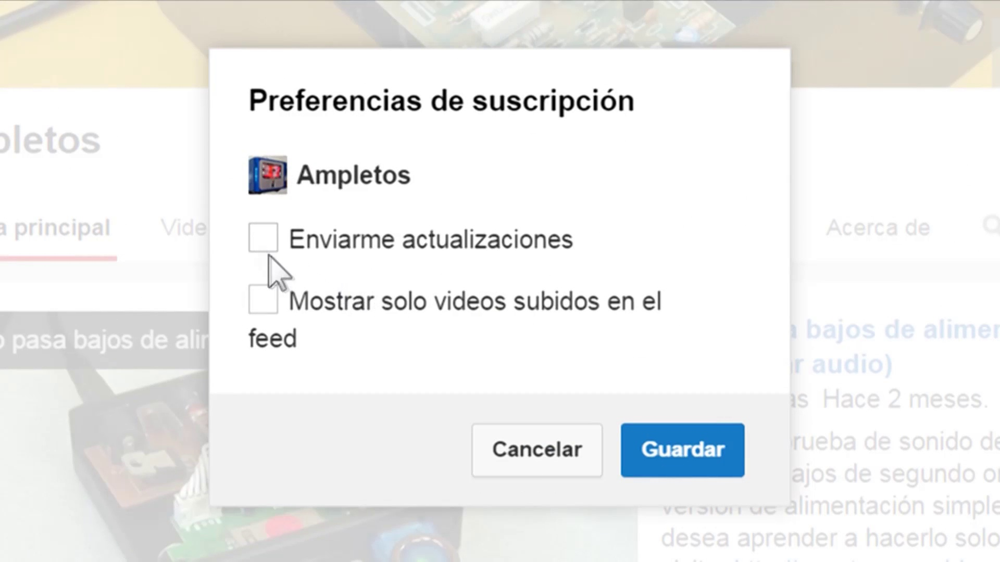 Preferencias de suscripción
pletos
Ampletos
a principal
Vide
Acerca de
Enviarme actualizaciones
Mostrar solo videos subidos en el
feed
pasa bajos de alim
bajos de alimen
audio)
Hace 2 meses.
Cancelar
Guardar
rueba de sonido de
ajos de segundo or
versión de alimentación simple
desea aprender a hacerlo solo